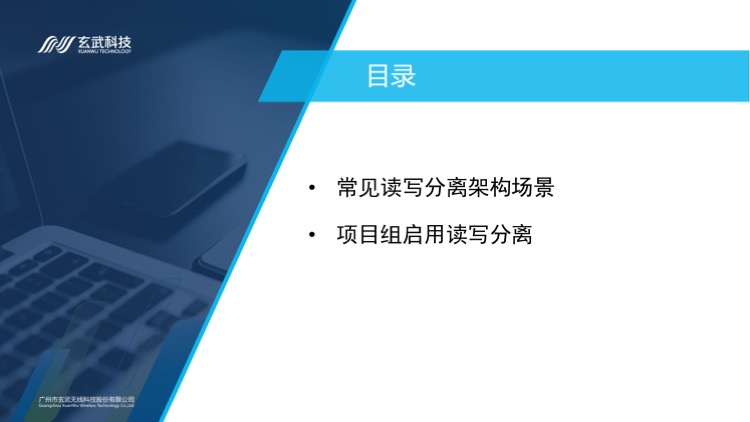 玄武科技
XUANWU TECHNOLOGY
目录
• 常见读写分离架构场景
• 项目组启用读写分离
广州市玄武无线科技股份有限公司
Guangzhou XuanWu Wireless Technology Co.,Ltd.